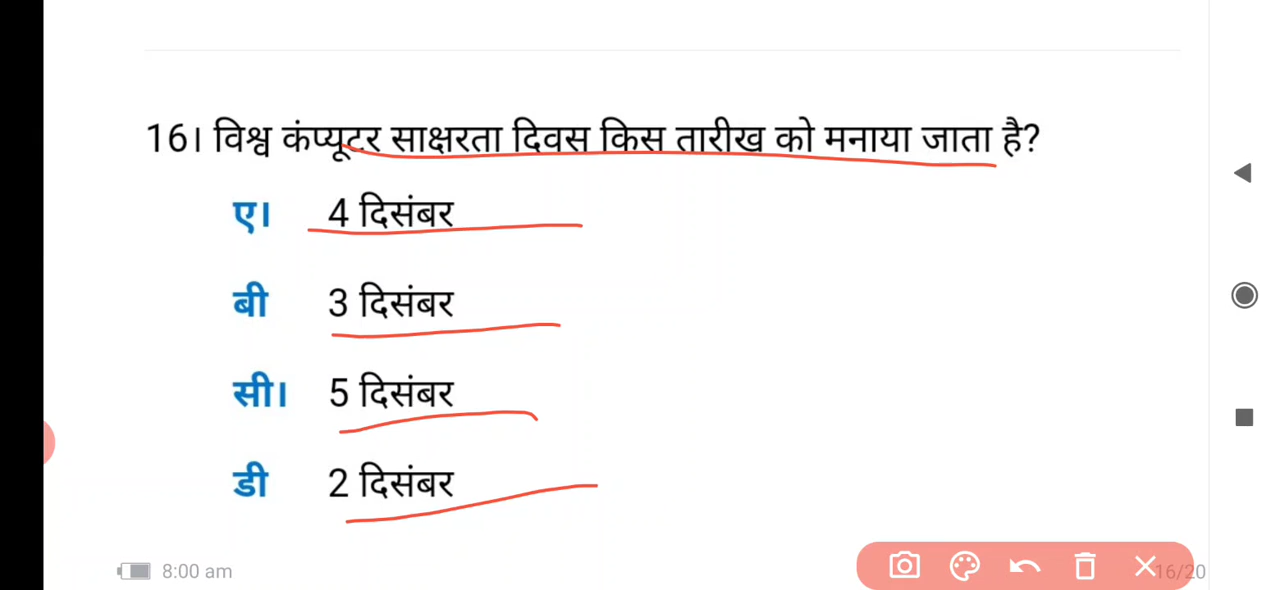 16। विश्व कंप्यूटर साक्षरता दिवस किस तारीख को मनाया जाता है?
ए। 4 दिसंबर
बी 3 दिसंबर
सी। 5 दिसंबर
डी 2 दिसंबर
8:00 am 16/20